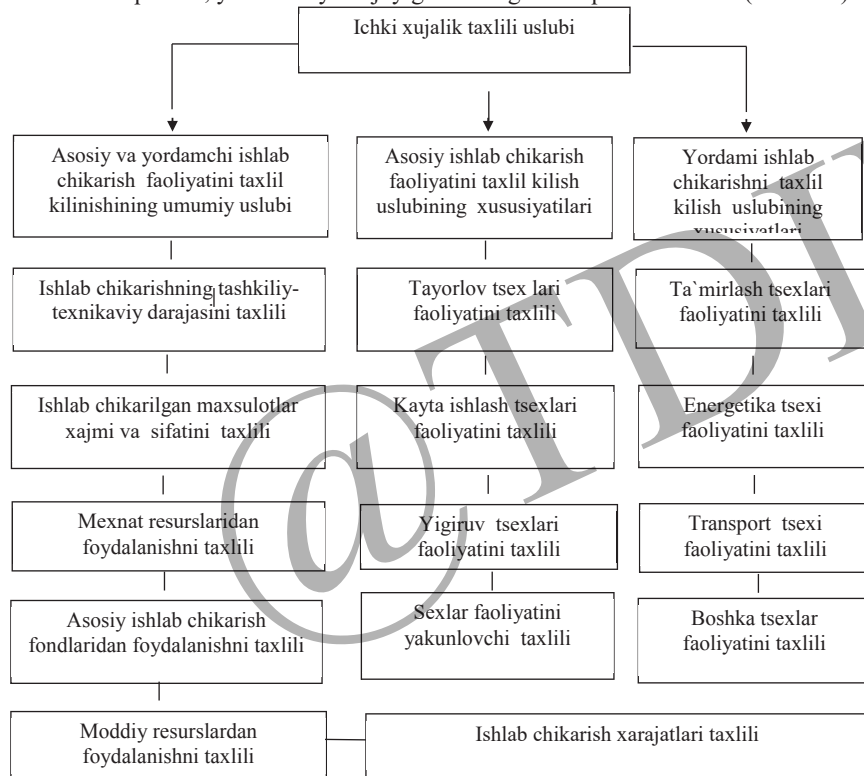 Ichki xujalik taxlili uslubi
Asosiy va yordamchi ishlab
chikarish faoliyatini taxlil
kilinishining umumiy uslubi
Asosiy ishlab chikarish
faoliyatini taxlil kilish
uslubining xususiyatilari
Yordami ishlab
chikarishni taxlil
kilish uslubining
xususiyatlari
Ishlab chikarishning tashkiliy-
texnikaviy darajasini taxlili
Tayorlov tsex lari
faoliyatini taxlili
Ta`mirlash tsexlari
faoliyatini taxlili
Ishlab chikarilgan maxsulotlar
xajmi va sifatini taxlili
Kayta ishlash tsexlari
faoliyatini taxlili
Energetika tsexi
faoliyatini taxlili
Mexnat resurslaridan
foydalanishni taxlili
Yigiruv tsexlari
faoliyatini taxlili
Transport tsexi
faoliyatini taxlili
Asosiy ishlab chikarish
fondlaridan foydalanishni taxlili
Sexlar faoliyatini
yakunlovchi taxlili
Boshka tsexlar
faoliyatini taxlili
Moddiy resurslardan
foydalanishni taxlili
Ishlab chikarish xarajatlari taxlili